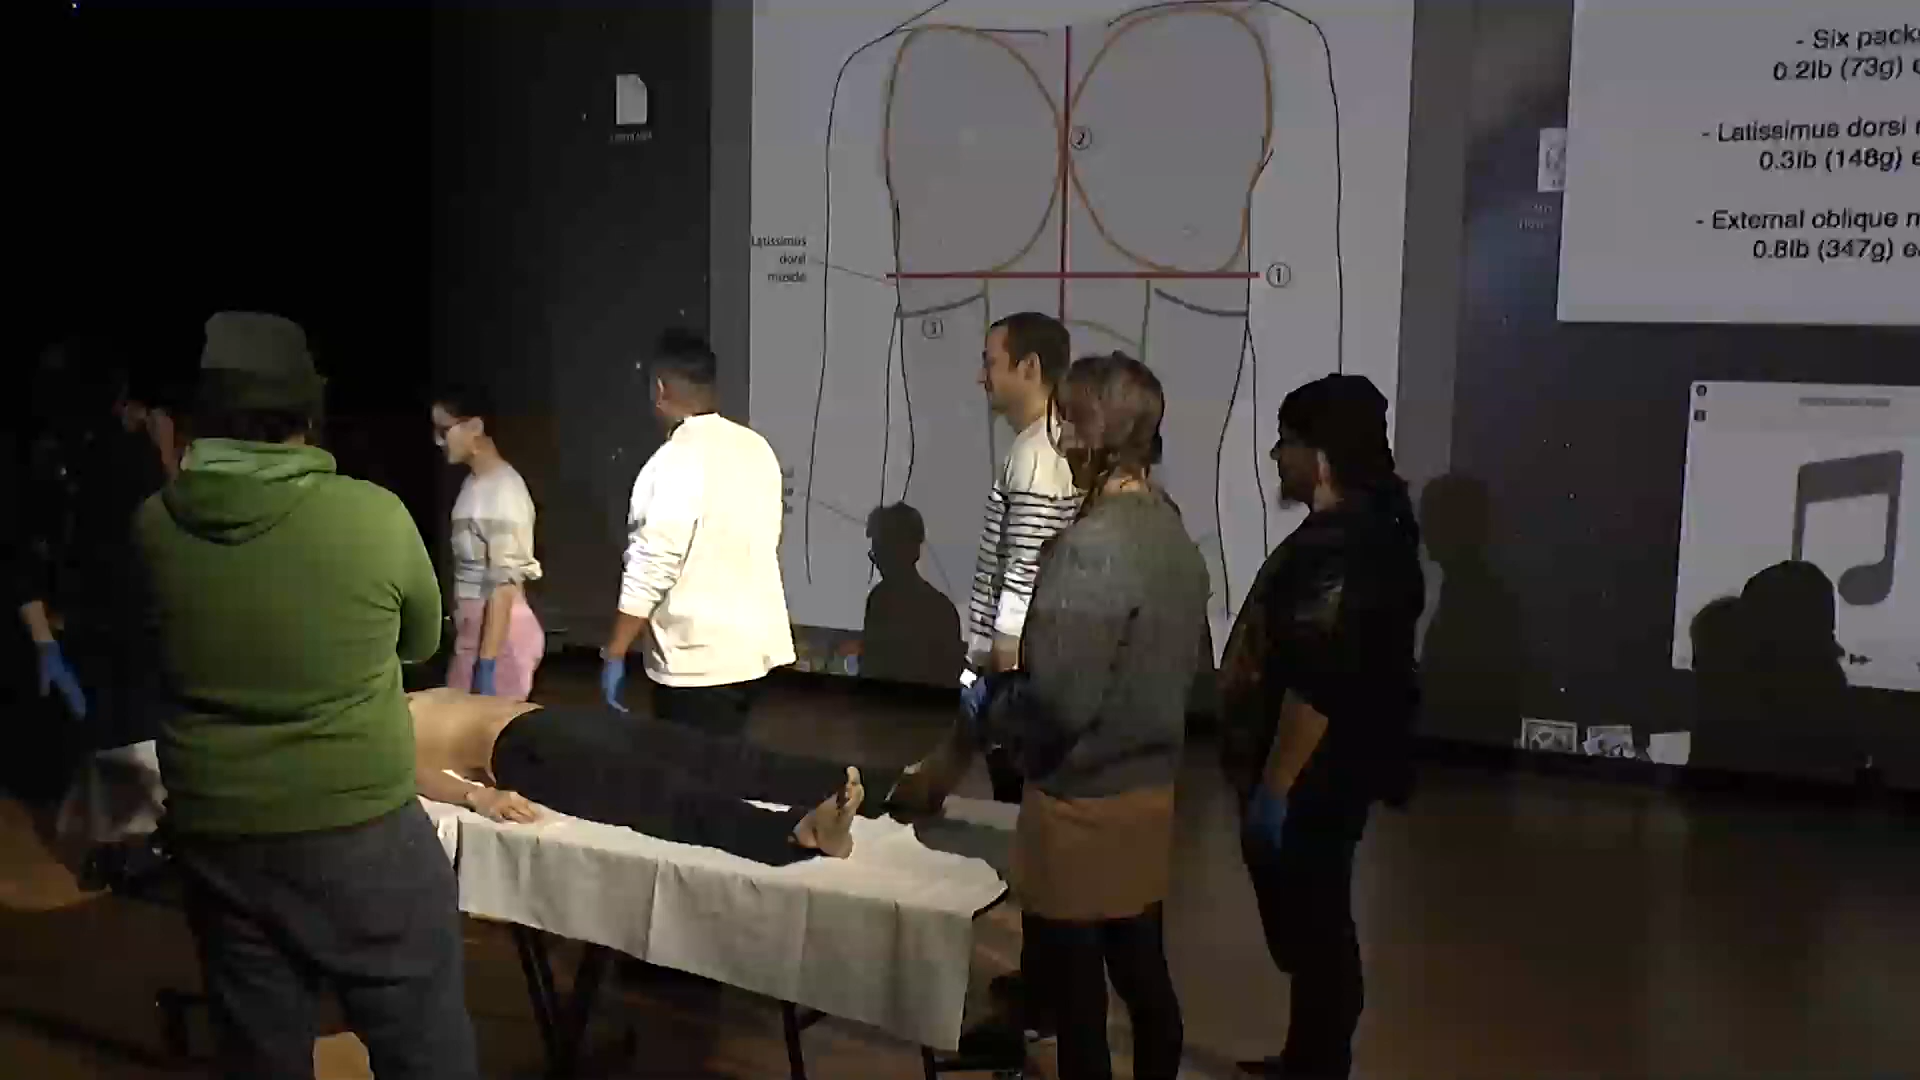 - Six pack
0.2lb (73g)
- Latissimus dorsi
0.3lb (148g) e
- External oblique m
0.8lb (347g) ea
2
Latissimus
dorsi
muscle
1
3